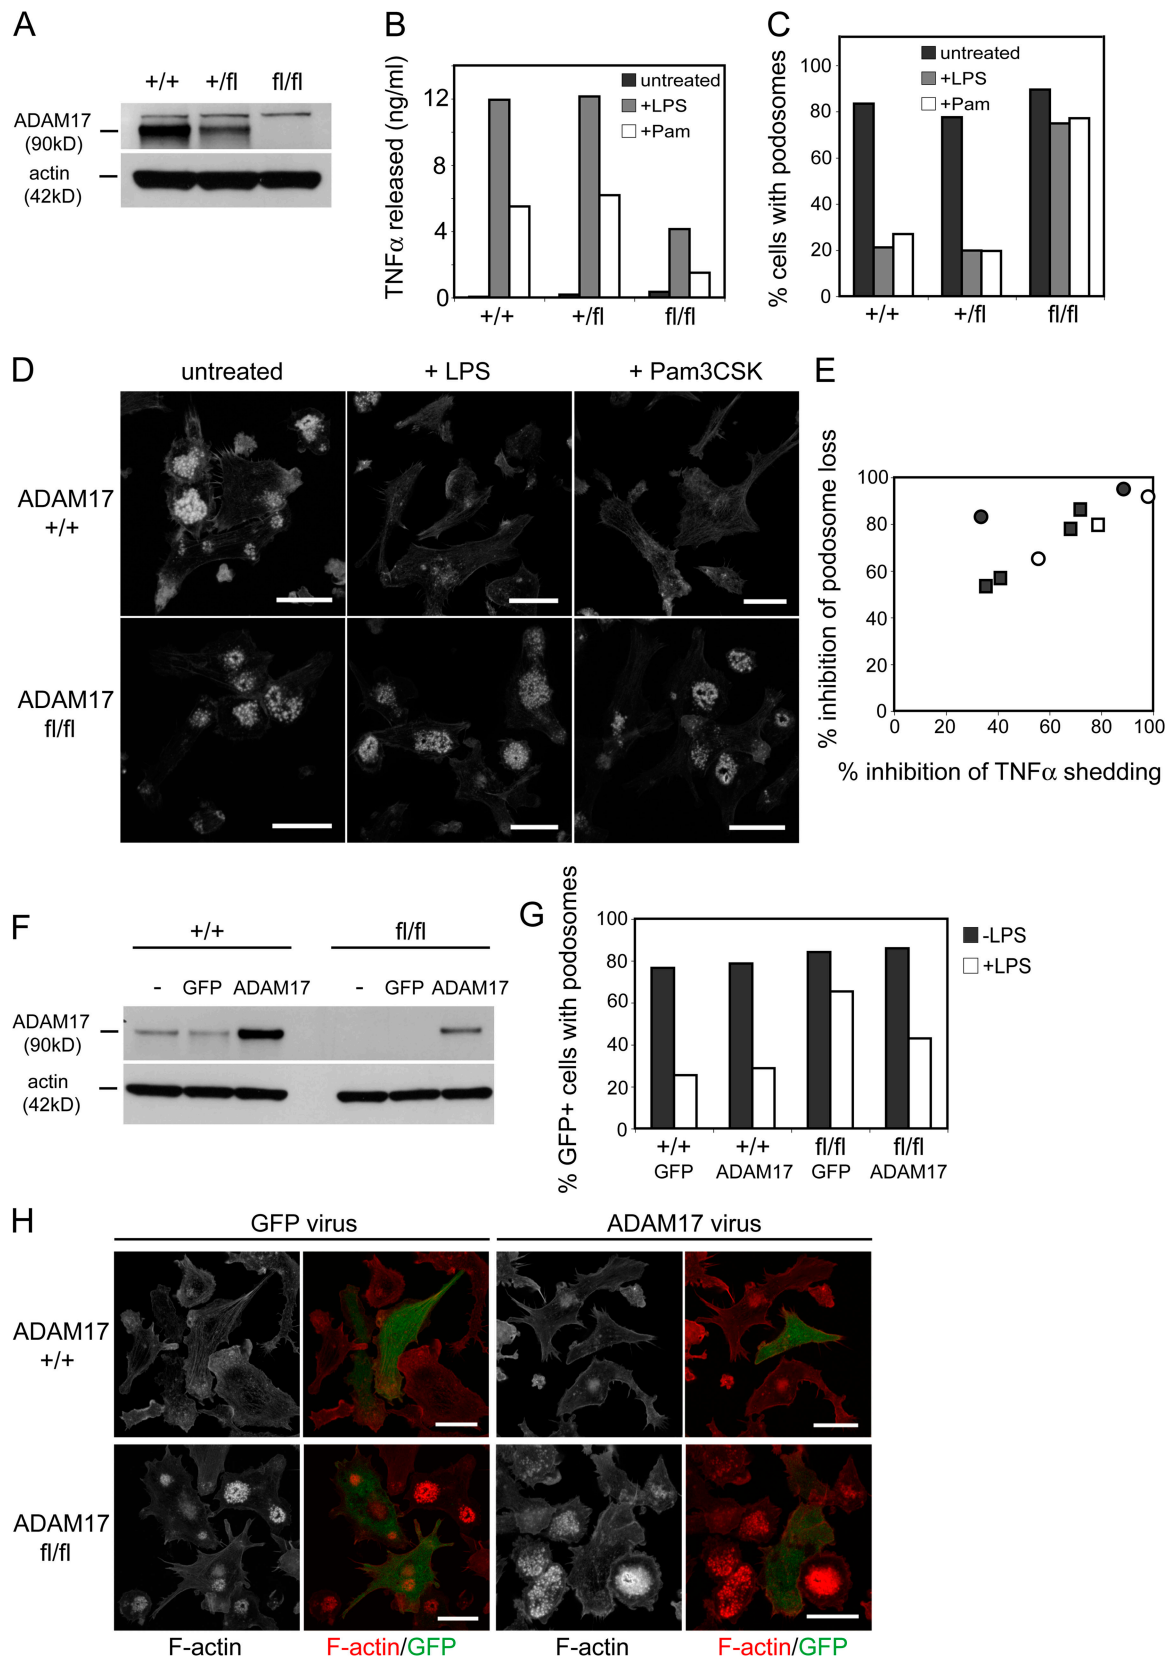 A
+/+ +/fl fl/fl
ADAM17
(90kD)
actin
(42kD)
B
TNFα released (ng/ml)
12
8
4
0
untreated
+LPS
+Pam
+/+ +/fl fl/fl
C
% cells with podosomes
100
80
60
40
20
0
untreated
+LPS
+Pam
+/+ +/fl fl/fl
D
untreated + LPS + Pam3CSK
ADAM17
+/+
ADAM17
fl/fl
E
% inhibition of podosome loss
100
80
60
40
20
0
0 20 40 60 80 100
% inhibition of TNFα shedding
F
+/+ fl/fl
- GFP ADAM17 - GFP ADAM17
ADAM17
(90kD)
actin
(42kD)
G
% GFP+ cells with podosomes
100
80
60
40
20
0
-LPS
+LPS
+/+ +/+ fl/fl fl/fl
GFP ADAM17 GFP ADAM17
H
GFP virus ADAM17 virus
ADAM17
+/+
ADAM17
fl/fl
F-actin F-actin/GFP F-actin F-actin/GFP